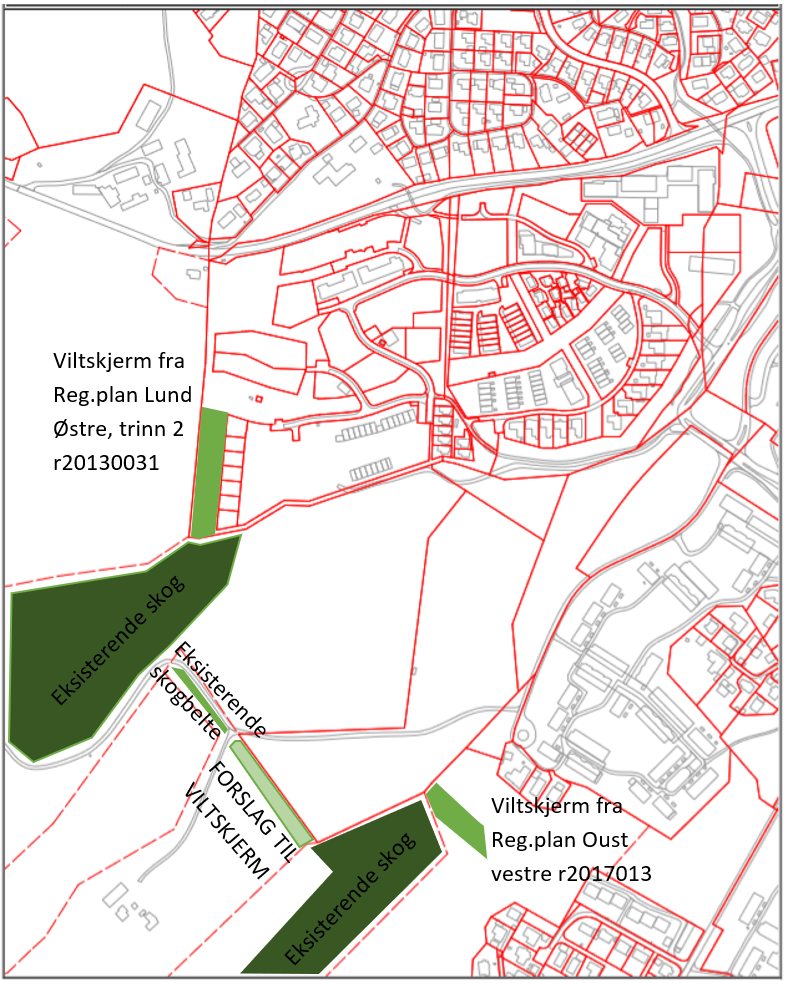 Viltskjerm fra
Reg.plan Lund
Østre, trinn 2
r20130031
Eksisterende skog
Eksisterende
skogbelte
FORSLAG TIL
VILTSKJERM
Viltskjerm fra
Reg.plan Oust
vestre r2017013
Eksisterende skog